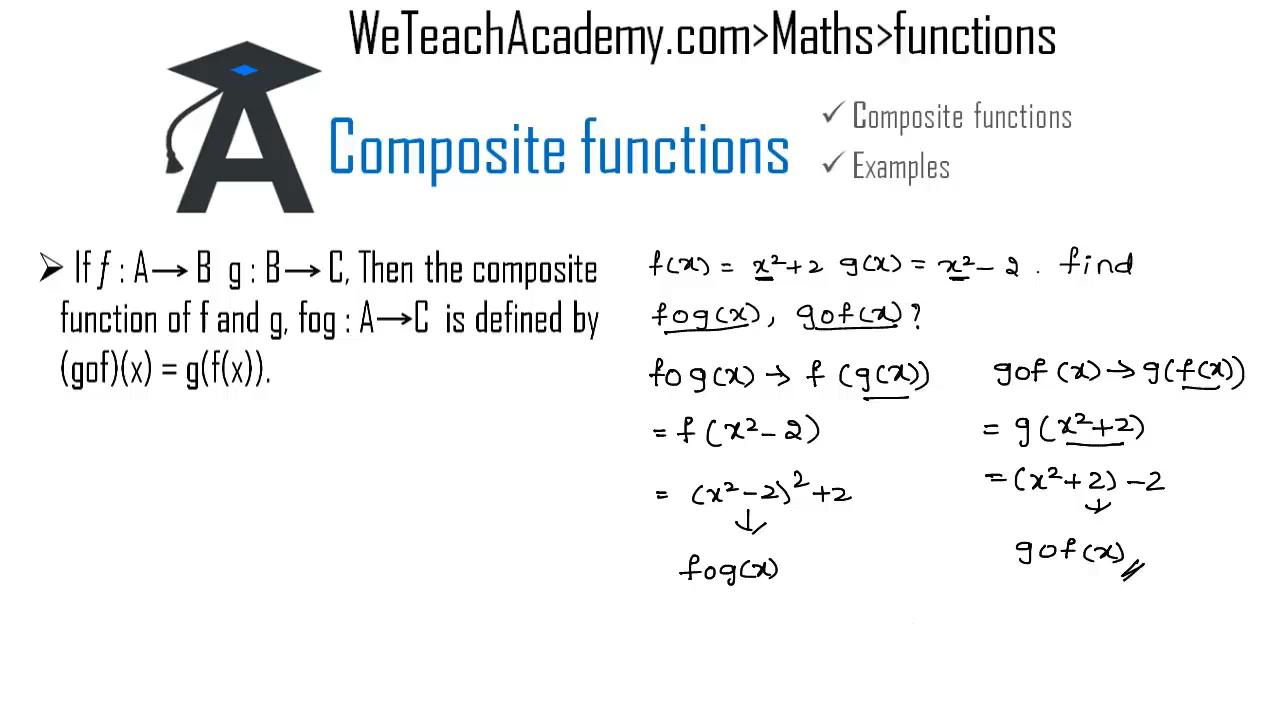 WeTeachAcademy.com>Maths>functions
A
Composite functions
✓ Composite functions
✓ Examples
➢ If f : A→ B g : B→ C, Then the composite
function of f and g, fog : A→C is defined by
(gof)(x) = g(f(x)).
f(x) = x²+2 g(x) = x²-2 . find
fog(x), gof(x)?
fog(x) → f (g(x))
= f(x²-2)
= (x²-2)²+2
↓
fog(x)
gof(x)→g(f(x))
= g(x²+2)
=(x²+2)-2
↓
gof(x)